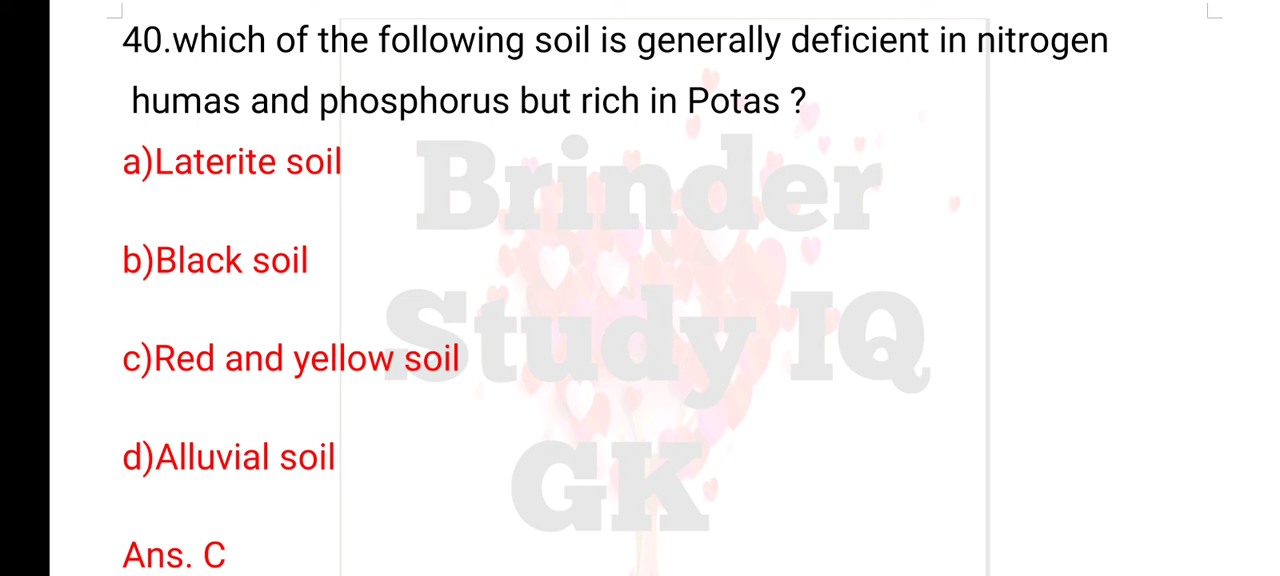 40.which of the following soil is generally deficient in nitrogen
humas and phosphorus but rich in Potas ?
a)Laterite soil
b)Black soil
c)Red and yellow soil
d)Alluvial soil
Ans. C
Brinder
Study IQ
GK